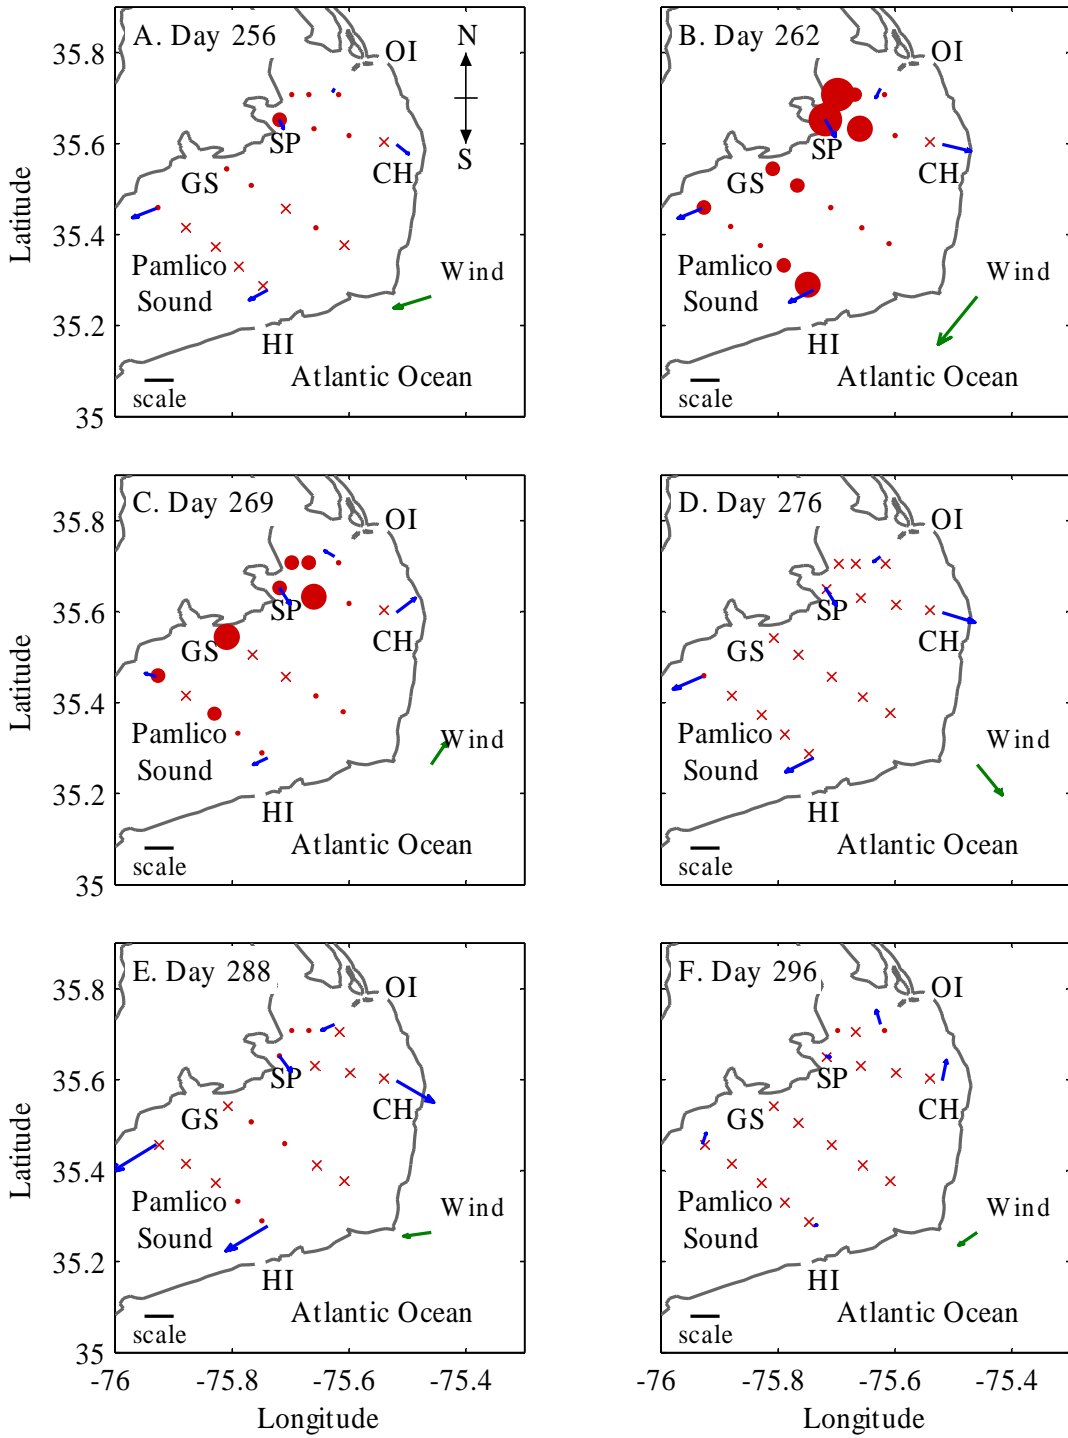 A. Day 256
OI
N
S
35.8
35.6
35.4
35.2
35
Latitude
SP
CH
GS
Pamlico
Sound
Wind
HI
Atlantic Ocean
scale
B. Day 262
OI
SP
CH
GS
Pamlico
Sound
Wind
HI
Atlantic Ocean
scale
C. Day 269
OI
35.8
35.6
35.4
35.2
35
Latitude
SP
CH
GS
Pamlico
Sound
Wind
HI
Atlantic Ocean
scale
D. Day 276
OI
SP
CH
GS
Pamlico
Sound
Wind
HI
Atlantic Ocean
scale
E. Day 288
OI
35.8
35.6
35.4
35.2
35
Latitude
SP
CH
GS
Pamlico
Sound
Wind
HI
Atlantic Ocean
scale
-76 -75.8 -75.6 -75.4
Longitude
F. Day 296
OI
SP
CH
GS
Pamlico
Sound
Wind
HI
Atlantic Ocean
scale
-76 -75.8 -75.6 -75.4
Longitude